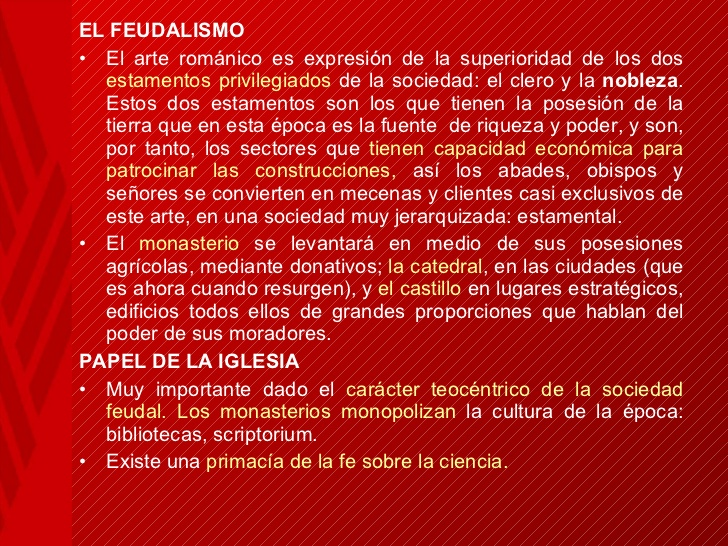 EL FEUDALISMO
• El arte románico es expresión de la superioridad de los dos
estamentos privilegiados de la sociedad: el clero y la nobleza.
Estos dos estamentos son los que tienen la posesión de la
tierra que en esta época es la fuente de riqueza y poder, y son,
por tanto, los sectores que tienen capacidad económica para
patrocinar las construcciones, así los abades, obispos y
señores se convierten en mecenas y clientes casi exclusivos de
este arte, en una sociedad muy jerarquizada: estamental.
• El monasterio se levantará en medio de sus posesiones
agrícolas, mediante donativos; la catedral, en las ciudades (que
es ahora cuando resurgen), y el castillo en lugares estratégicos,
edificios todos ellos de grandes proporciones que hablan del
poder de sus moradores.
PAPEL DE LA IGLESIA
• Muy importante dado el carácter teocéntrico de la sociedad
feudal. Los monasterios monopolizan la cultura de la época:
bibliotecas, scriptorium.
• Existe una primacía de la fe sobre la ciencia.